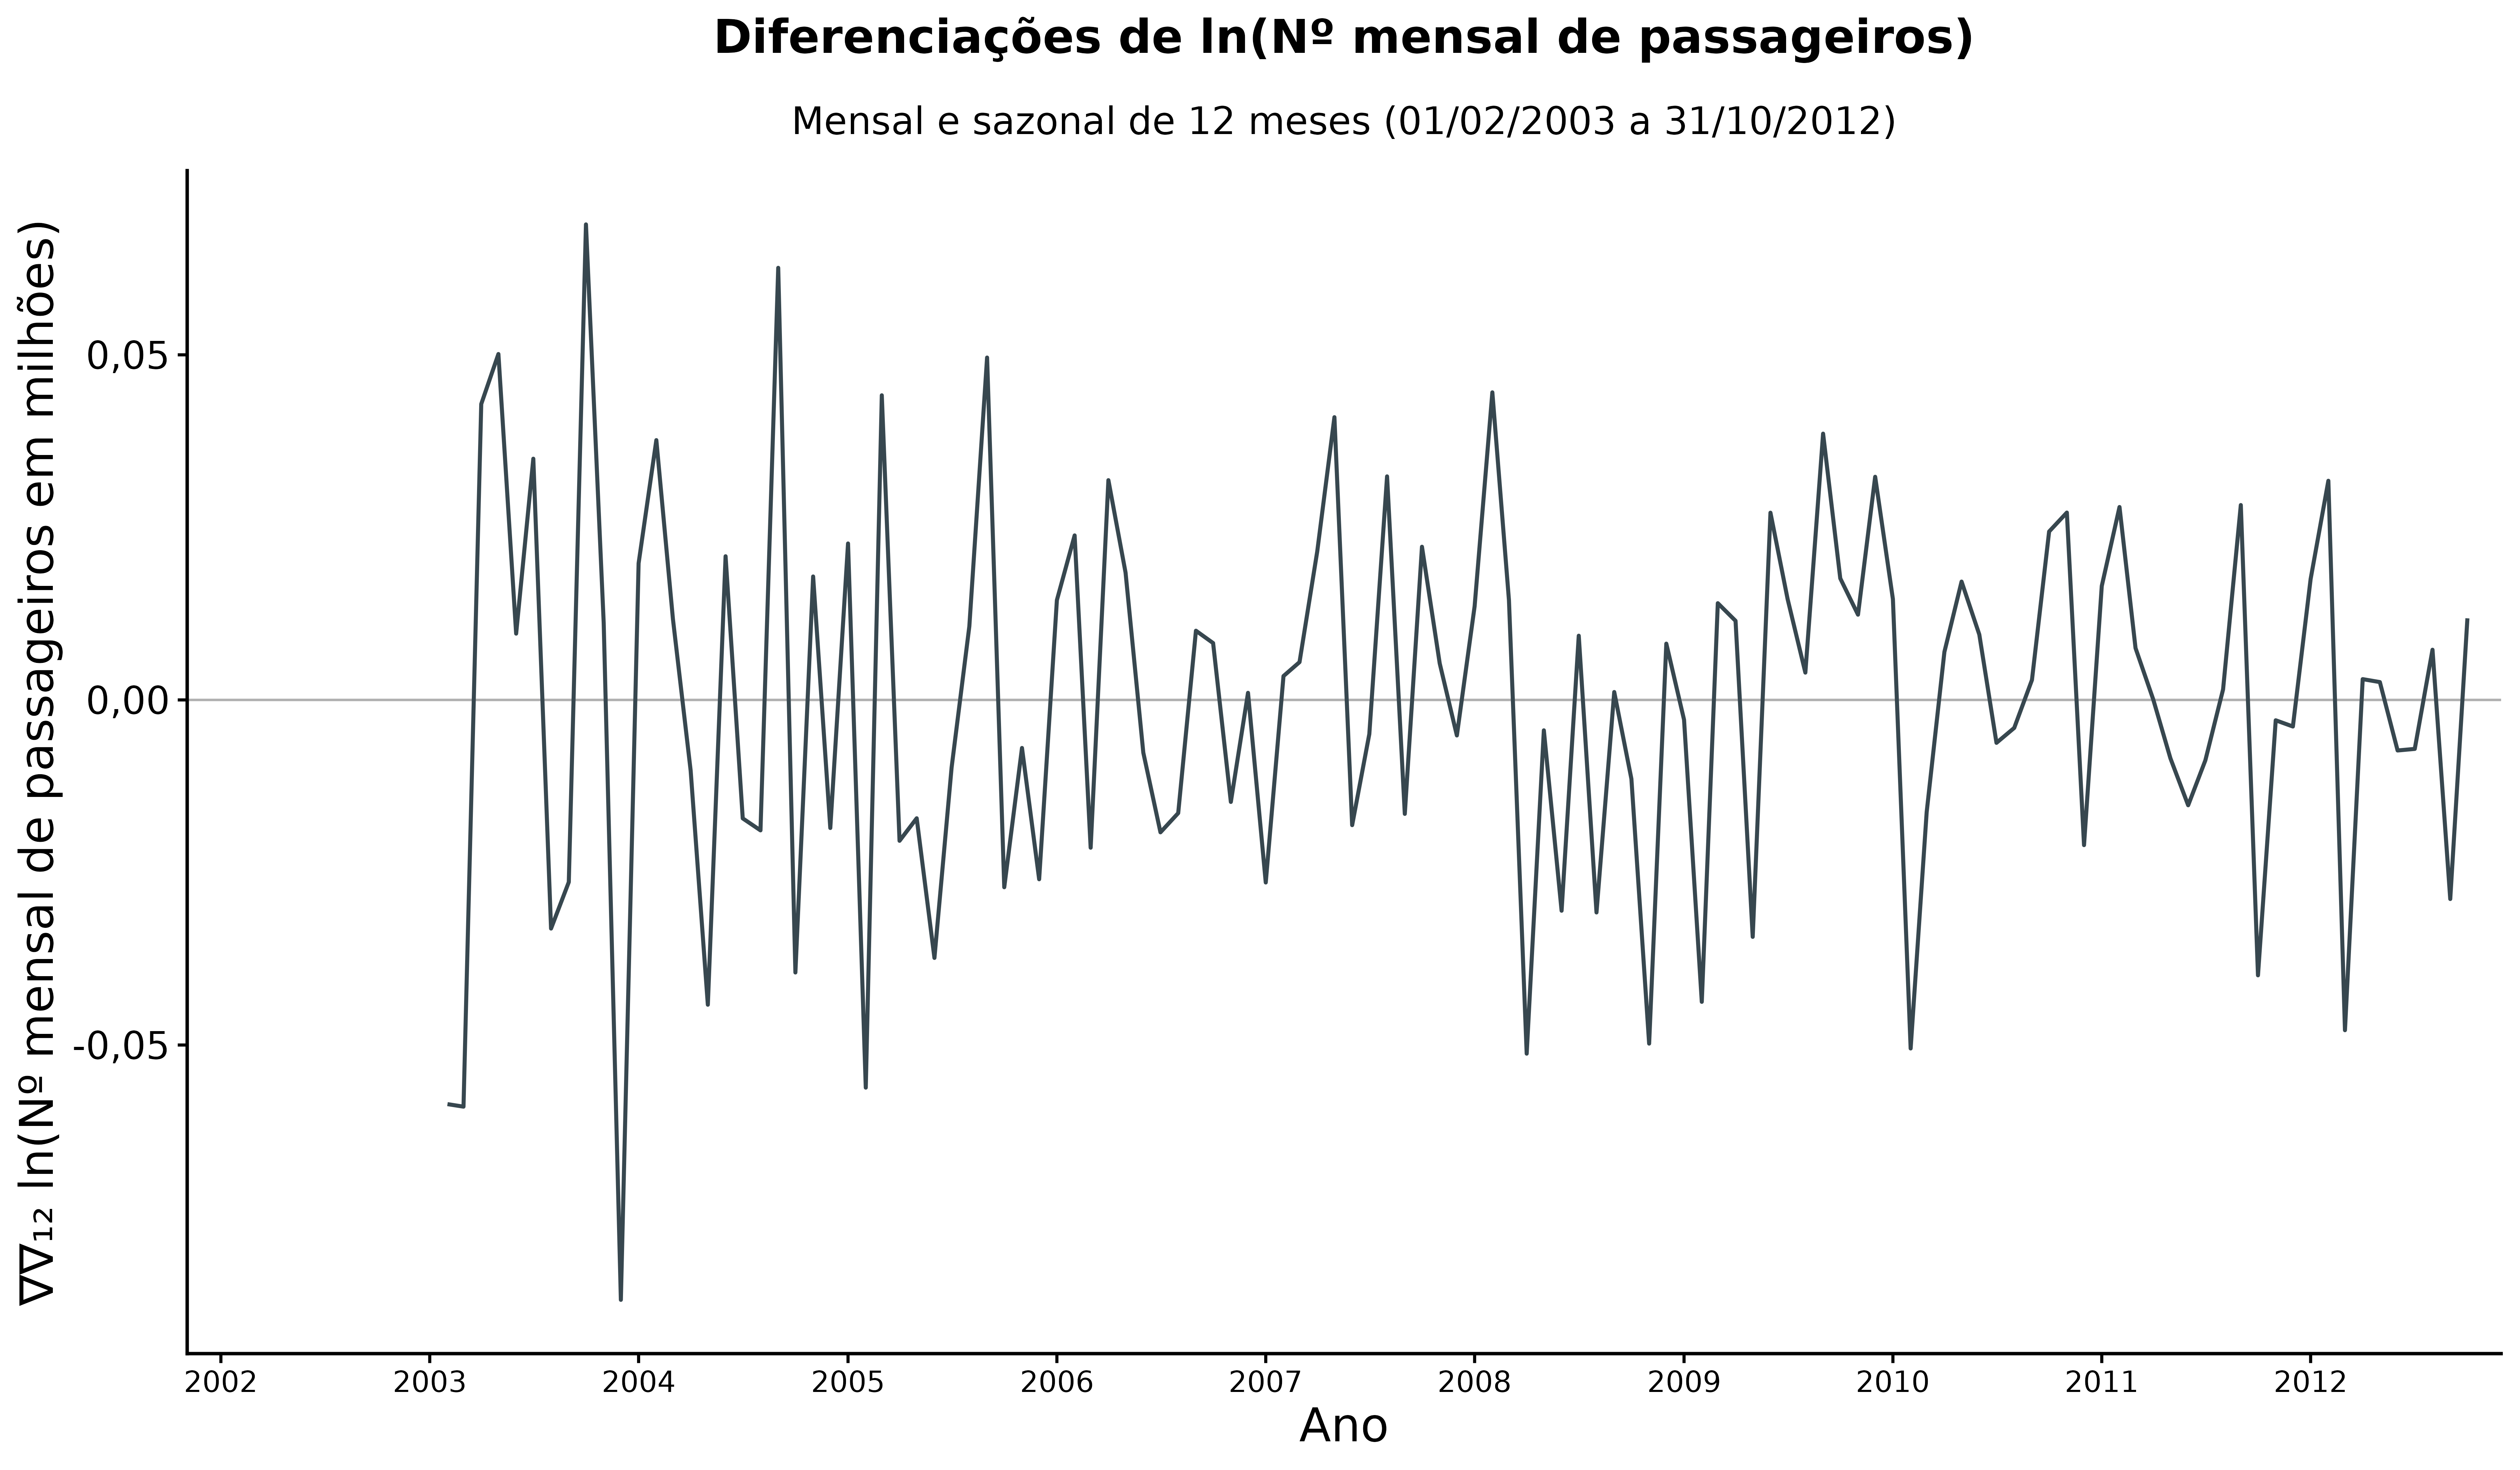 Diferenciações de ln(Nº mensal de passageiros)
Mensal e sazonal de 12 meses (01/02/2003 a 31/10/2012)
∇∇₁₂ ln(Nº mensal de passageiros em milhões)
0,05
0,00
-0,05
2002 2003 2004 2005 2006 2007 2008 2009 2010 2011 2012
Ano